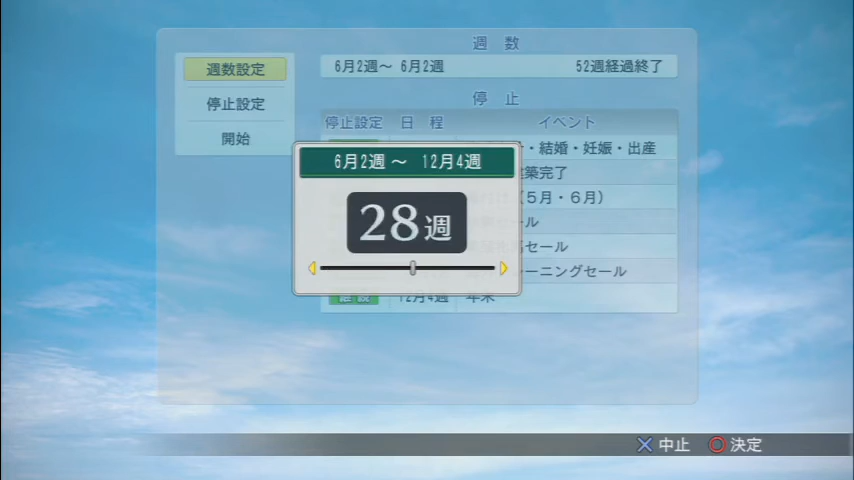 週 数
週数設定
6月2週～ 6月2週 52週経過終了
停止設定
停 止
開始
停止設定 日 程 イベント
・結婚・妊娠・出産
築完了
(5月・6月)
ール
セール
レーニングセール
継続 12月4週 年末
6月2週 ～ 12月4週
28週
中止 決定